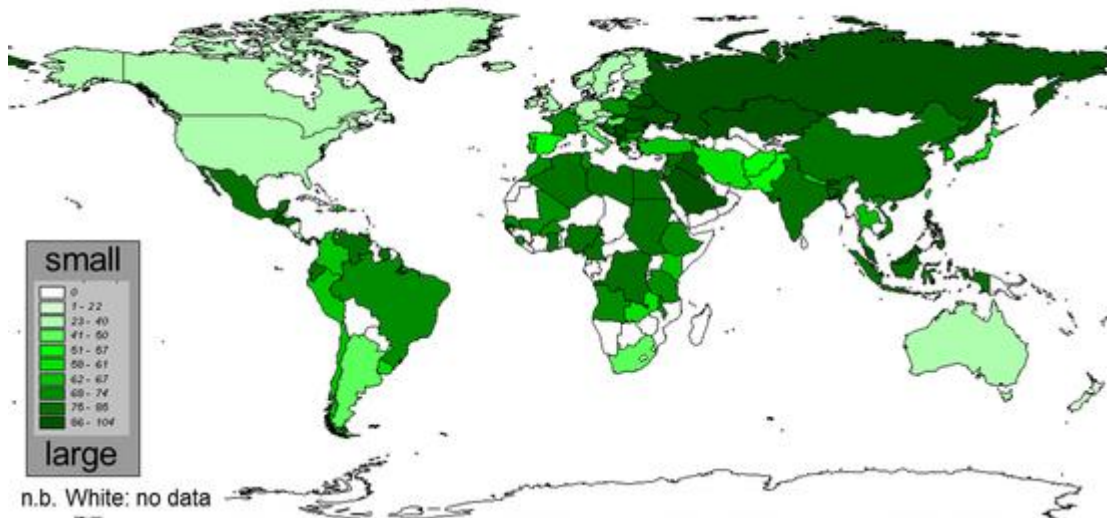 small
0
1 - 22
23 - 40
41 - 50
51 - 57
58 - 61
62 - 67
68 - 74
75 - 85
86 - 104
large
n.b. White: no data